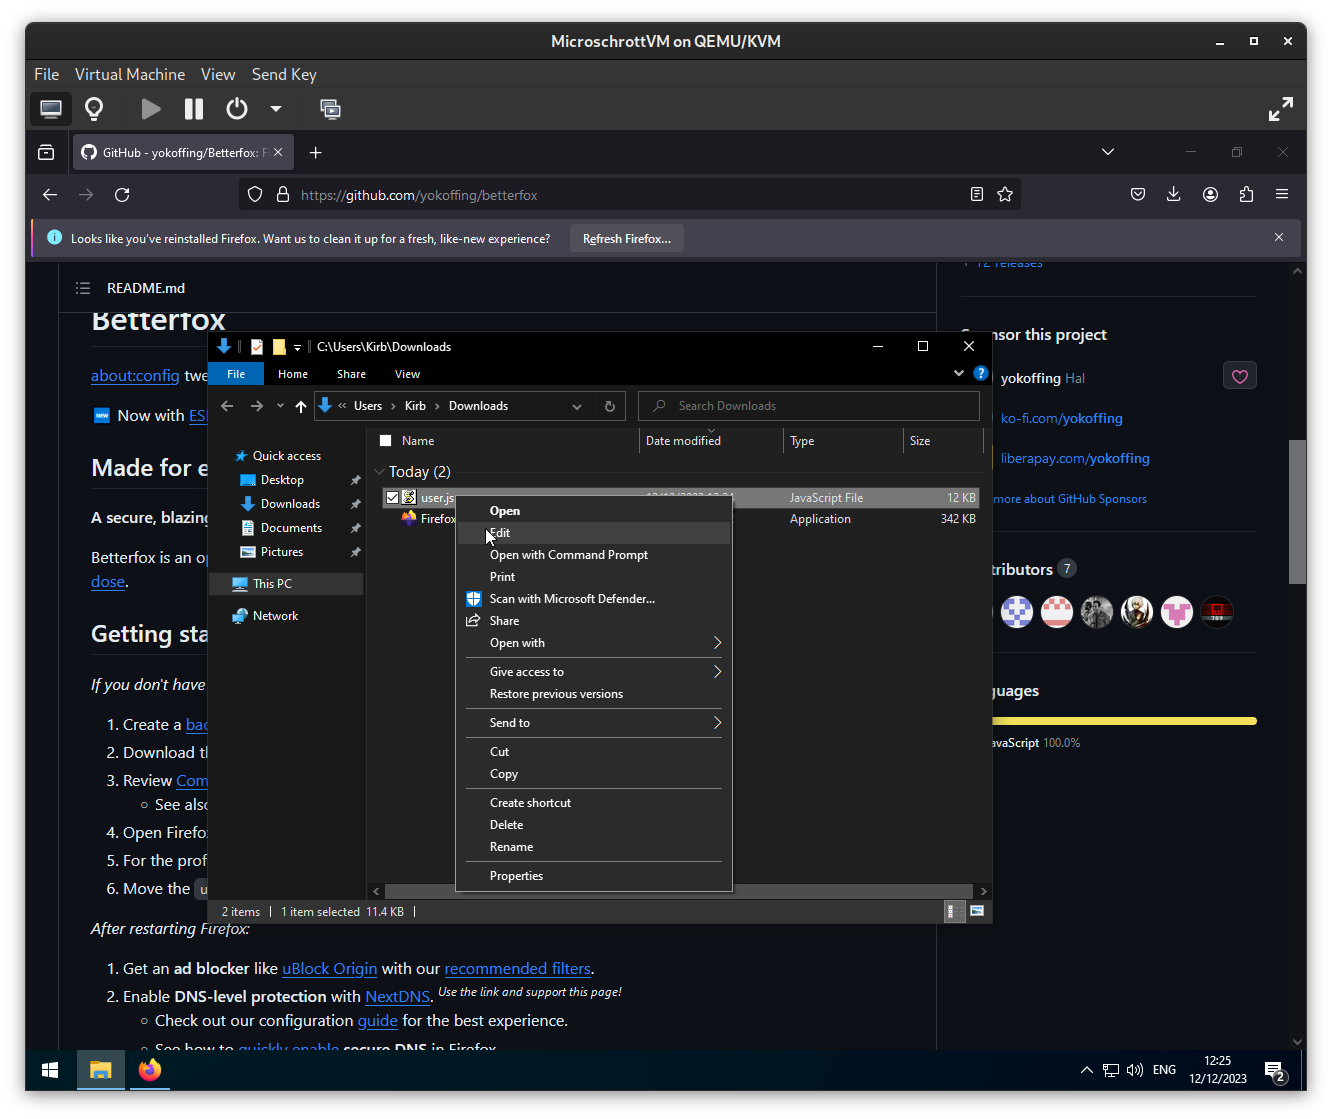 MicroschrottVM on QEMU/KVM
File Virtual Machine View Send Key
GitHub - yokoffing/Betterfox: F
https://github.com/yokoffing/betterfox
Looks like you've reinstalled Firefox. Want us to clean it up for a fresh, like-new experience? Refresh Firefox...
12 releases
README.md
Betterfox
about:config twe
NEW Now with ES
Made for e
A secure, blazing
Betterfox is an op
dose.
Getting sta
If you don't have
1. Create a bac
2. Download th
3. Review Com
See also
4. Open Firefo
5. For the prof
6. Move the u
After restarting Firefox:
1. Get an ad blocker like uBlock Origin with our recommended filters.
2. Enable DNS-level protection with NextDNS. Use the link and support this page!
Check out our configuration guide for the best experience.
See how to quickly enable secure DNS in Firefox
nsor this project
yokoffing Hal
ko-fi.com/yokoffing
liberapay.com/yokoffing
more about GitHub Sponsors
tributors 7
789
guages
avaScript 100.0%
C:\Users\Kirb\Downloads
File Home Share View
« Users › Kirb › Downloads
Search Downloads
Name Date modified Type Size
Quick access
Desktop
Downloads
Documents
Pictures
This PC
Network
Today (2)
user.js JavaScript File 12 KB
Firefox Application 342 KB
Open
Edit
Open with Command Prompt
Print
Scan with Microsoft Defender...
Share
Open with
Give access to
Restore previous versions
Send to
Cut
Copy
Create shortcut
Delete
Rename
Properties
2 items 1 item selected 11.4 KB
ENG
12:25
12/12/2023
2